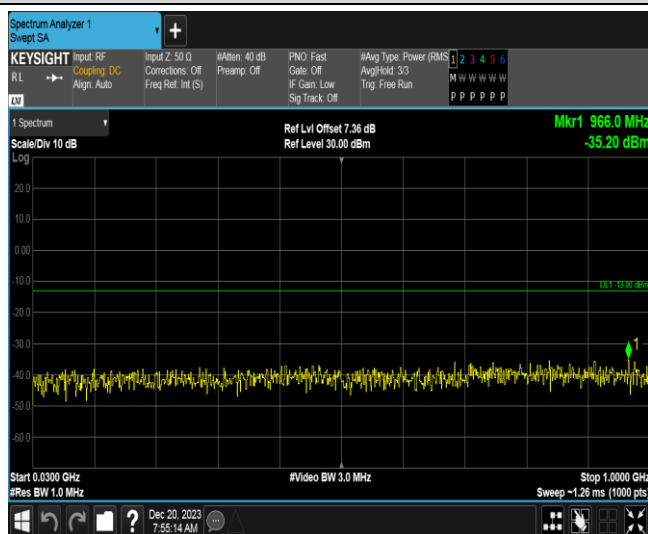 Spectrum Analyzer 1
Swept SA
+
KEYSIGHT Input: RF Input Z: 50 Ω #Atten: 40 dB PNO: Fast #Avg Type: Power (RMS 1 2 3 4 5 6
RL Coupling: DC Corrections: Off Preamp: Off Gate: Off Avg|Hold: 3/3 M W W W W W
Align: Auto Freq Ref: Int (S) IF Gain: Low Trig: Free Run
Sig Track: Off P P P P P P
LXI
1 Spectrum Ref Lvl Offset 7.36 dB Mkr1 966.0 MHz
Scale/Div 10 dB Ref Level 30.00 dBm -35.20 dBm
Log
20.0
10.0
0.00
-10.0
DL1 -13.00 dBm
-20.0
-30.0
1
-40.0
-50.0
-60.0
Start 0.0300 GHz #Video BW 3.0 MHz Stop 1.0000 GHz
#Res BW 1.0 MHz Sweep ~1.26 ms (1000 pts)
? Dec 20, 2023
7:55:14 AM